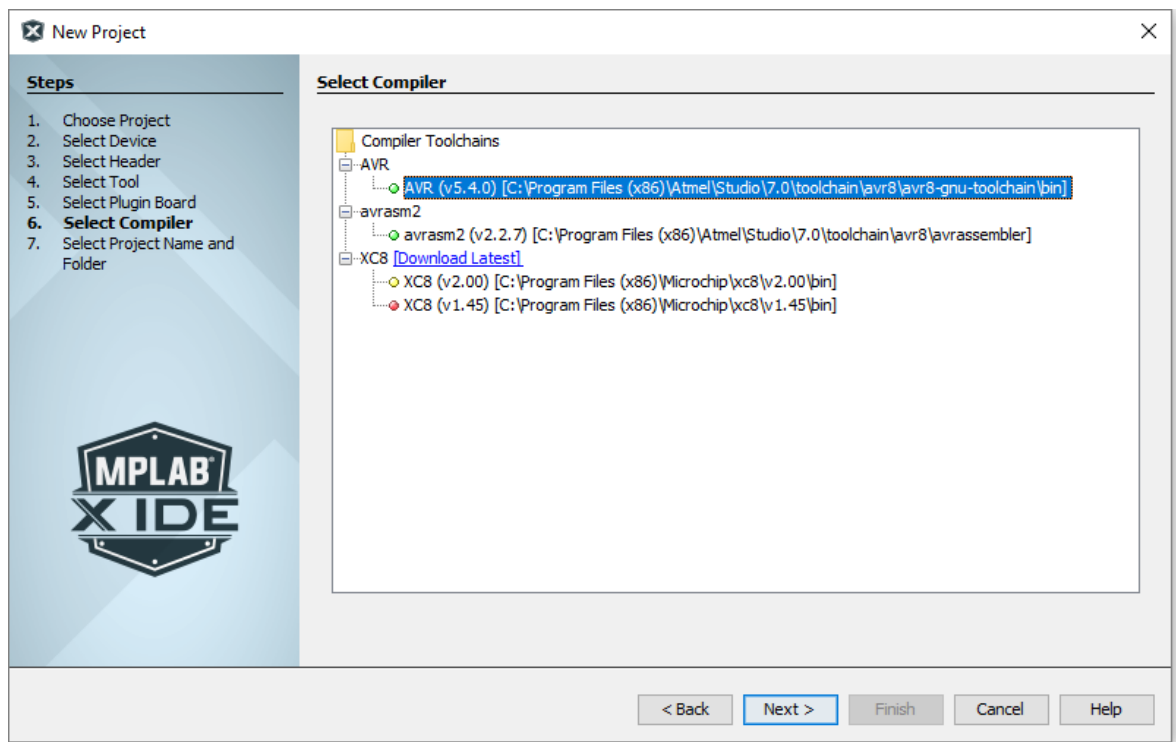 New Project
Steps
1. Choose Project
2. Select Device
3. Select Header
4. Select Tool
5. Select Plugin Board
6. Select Compiler
7. Select Project Name and
Folder
MPLAB®
X IDE
Select Compiler
Compiler Toolchains
AVR
AVR (v5.4.0) [C:\Program Files (x86)\Atmel\Studio\7.0\toolchain\avr8\avr8-gnu-toolchain\bin]
avrasm2
avrasm2 (v2.2.7) [C:\Program Files (x86)\Atmel\Studio\7.0\toolchain\avr8\avrassembler]
XC8 [Download Latest]
XC8 (v2.00) [C:\Program Files (x86)\Microchip\xc8\v2.00\bin]
XC8 (v1.45) [C:\Program Files (x86)\Microchip\xc8\v1.45\bin]
< Back Next > Finish Cancel Help